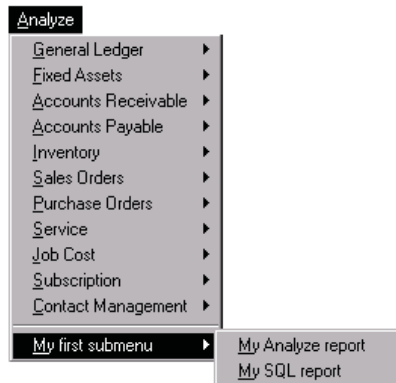 Analyze
General Ledger
Fixed Assets
Accounts Receivable
Accounts Payable
Inventory
Sales Orders
Purchase Orders
Service
Job Cost
Subscription
Contact Management
My first submenu
My Analyze report
My SQL report